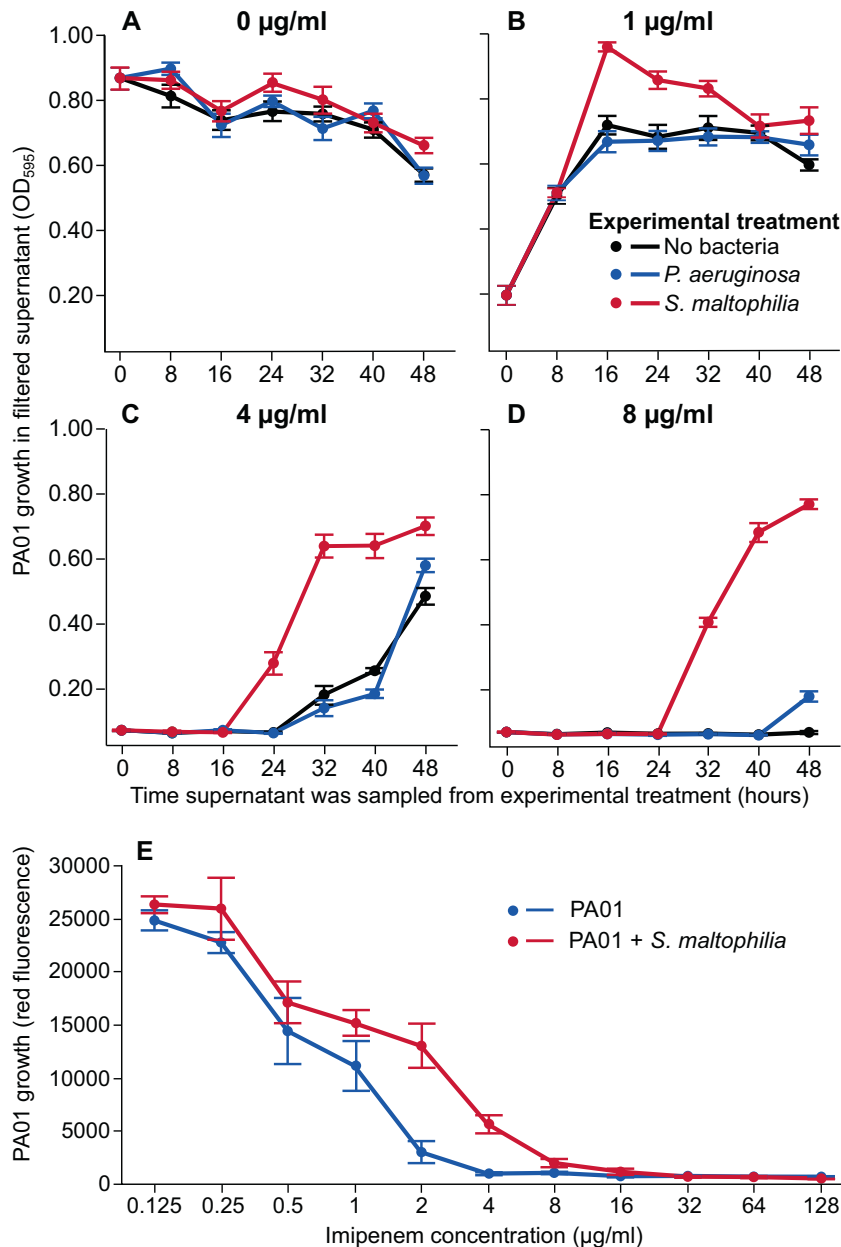 A 0 µg/ml
B 1 µg/ml
PA01 growth in filtered supernatant (OD595)
1.00
0.80
0.60
0.40
0.20
0 8 16 24 32 40 48
Experimental treatment
No bacteria
P. aeruginosa
S. maltophilia
0 8 16 24 32 40 48
C 4 µg/ml
D 8 µg/ml
1.00
0.80
0.60
0.40
0.20
0 8 16 24 32 40 48
0 8 16 24 32 40 48
Time supernatant was sampled from experimental treatment (hours)
E
PA01 growth (red fluorescence)
30000
25000
20000
15000
10000
5000
0
PA01
PA01 + S. maltophilia
0.125 0.25 0.5 1 2 4 8 16 32 64 128
Imipenem concentration (µg/ml)